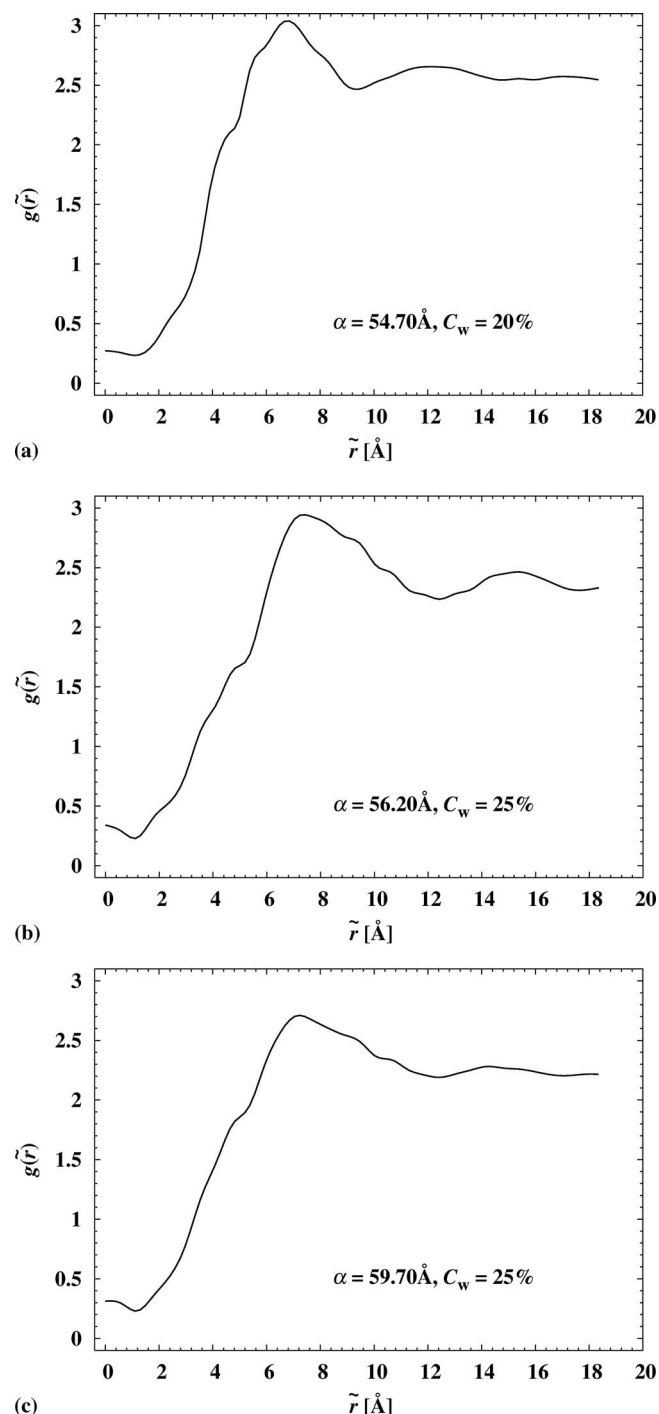 3
2.5
2
1.5
1
0.5
0
g(r̃)
α = 54.70Å, C_w = 20%
0 2 4 6 8 10 12 14 16 18 20
(a) r̃ [Å]
3
2.5
2
1.5
1
0.5
0
g(r̃)
α = 56.20Å, C_w = 25%
0 2 4 6 8 10 12 14 16 18 20
(b) r̃ [Å]
3
2.5
2
1.5
1
0.5
0
g(r̃)
α = 59.70Å, C_w = 25%
0 2 4 6 8 10 12 14 16 18 20
(c) r̃ [Å]